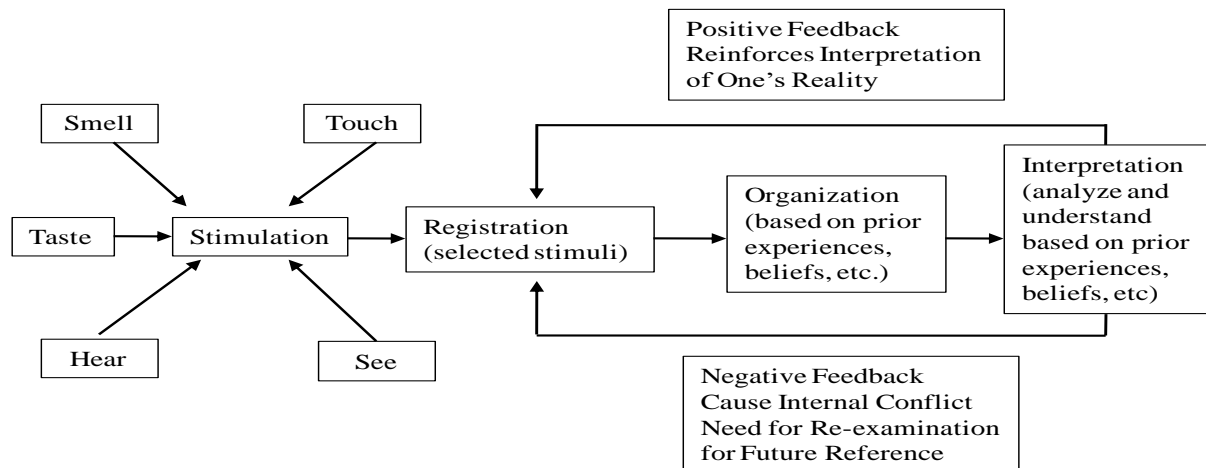 Positive Feedback
Reinforces Interpretation
of One's Reality
Smell
Touch
Taste
Stimulation
Registration
(selected stimuli)
Organization
(based on prior
experiences,
beliefs, etc.)
Interpretation
(analyze and
understand
based on prior
experiences,
beliefs, etc)
Hear
See
Negative Feedback
Cause Internal Conflict
Need for Re-examination
for Future Reference